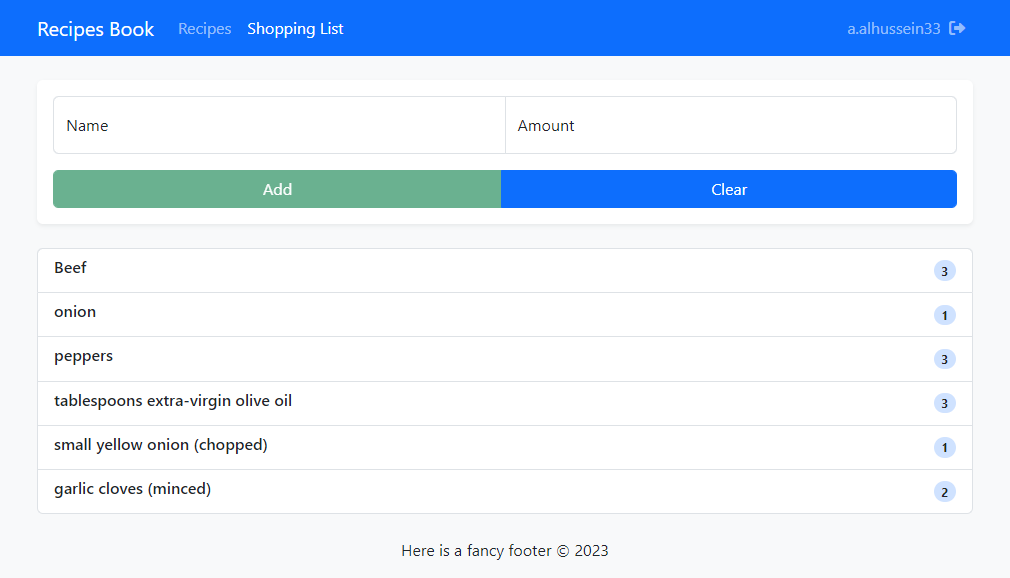 Recipes Book Recipes Shopping List a.alhussein33
Name Amount
Add Clear
Beef 3
onion 1
peppers 3
tablespoons extra-virgin olive oil 3
small yellow onion (chopped) 1
garlic cloves (minced) 2
Here is a fancy footer © 2023